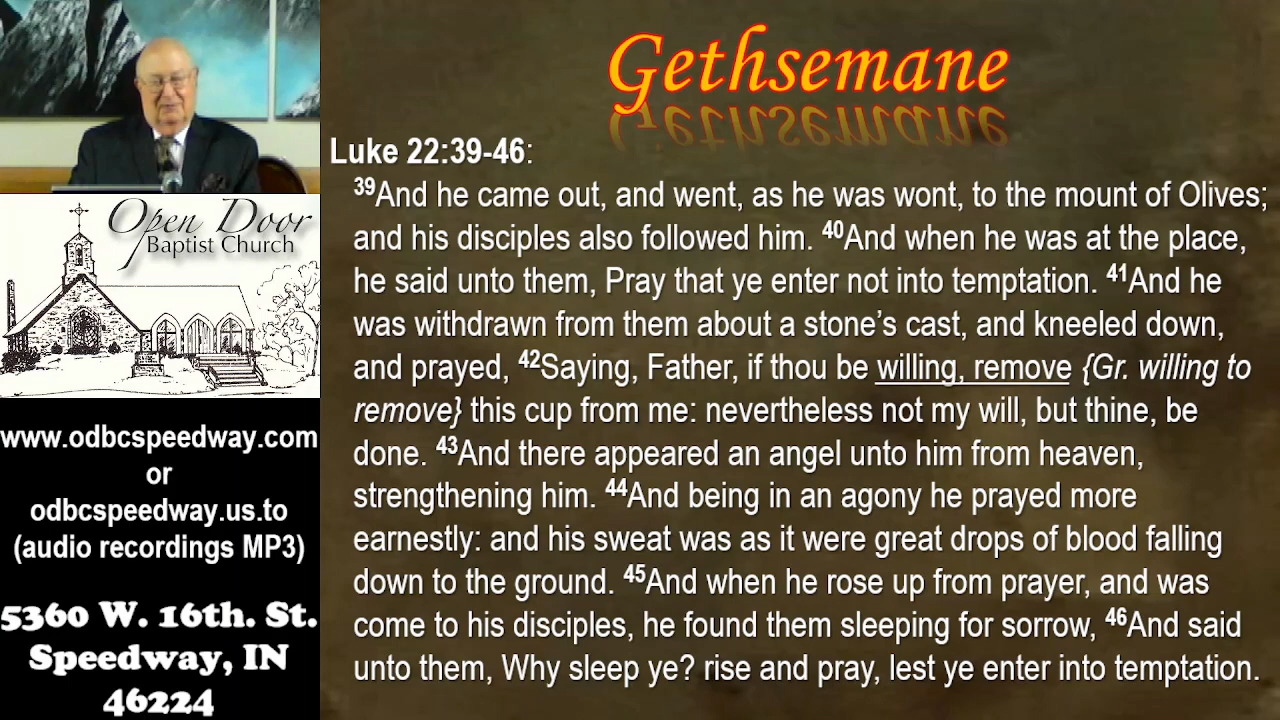 Gethsemane
Luke 22:39-46:
39And he came out, and went, as he was wont, to the mount of Olives;
and his disciples also followed him. 40And when he was at the place,
he said unto them, Pray that ye enter not into temptation. 41And he
was withdrawn from them about a stone’s cast, and kneeled down,
and prayed, 42Saying, Father, if thou be willing, remove {Gr. willing to
remove} this cup from me: nevertheless not my will, but thine, be
done. 43And there appeared an angel unto him from heaven,
strengthening him. 44And being in an agony he prayed more
earnestly: and his sweat was as it were great drops of blood falling
down to the ground. 45And when he rose up from prayer, and was
come to his disciples, he found them sleeping for sorrow, 46And said
unto them, Why sleep ye? rise and pray, lest ye enter into temptation.
Open Door
Baptist Church
www.odbcspeedway.com
or
odbcspeedway.us.to
(audio recordings MP3)
5360 W. 16th. St.
Speedway, IN
46224